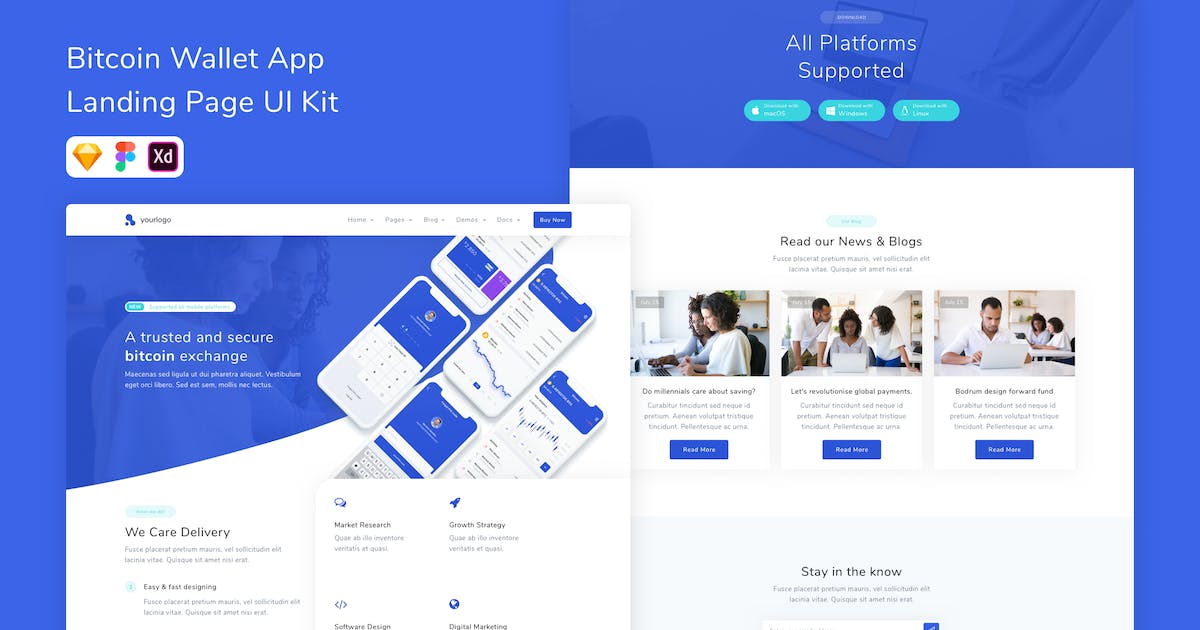 Bitcoin Wallet App
Landing Page UI Kit
Xd
yourlogo
Home
Pages
Blog
Demos
Docs
Buy Now
NEW
Supported all mobile platforms
A trusted and secure
bitcoin exchange
Maecenas sed ligula ut dui pharetra aliquet. Vestibulum
eget orci libero. Sed est sem, mollis nec lectus.
What we do?
We Care Delivery
Fusce placerat pretium mauris, vel sollicitudin elit
lacinia vitae. Quisque sit amet nisi erat.
1
Easy & fast designing
Fusce placerat pretium mauris, vel sollicitudin elit
lacinia vitae. Quisque sit amet nisi erat.
Market Research
Quae ab illo inventore
veritatis et quasi.
Growth Strategy
Quae ab illo inventore
veritatis et quasi.
Software Design
Digital Marketing
DOWNLOAD
All Platforms
Supported
Download with
macOS
Download with
Windows
Download with
Linux
Our Blog
Read our News & Blogs
Fusce placerat pretium mauris, vel sollicitudin elit
lacinia vitae. Quisque sit amet nisi erat.
July 15
Do millennials care about saving?
Curabitur tincidunt sed neque id
pretium. Aenean volutpat tristique
tincidunt. Pellentesque ac urna.
Read More
July 15
Let's revolutionise global payments.
Curabitur tincidunt sed neque id
pretium. Aenean volutpat tristique
tincidunt. Pellentesque ac urna.
Read More
July 15
Bodrum design forward fund.
Curabitur tincidunt sed neque id
pretium. Aenean volutpat tristique
tincidunt. Pellentesque ac urna.
Read More
Stay in the know
Fusce placerat pretium mauris, vel sollicitudin elit
lacinia vitae. Quisque sit amet nisi erat.